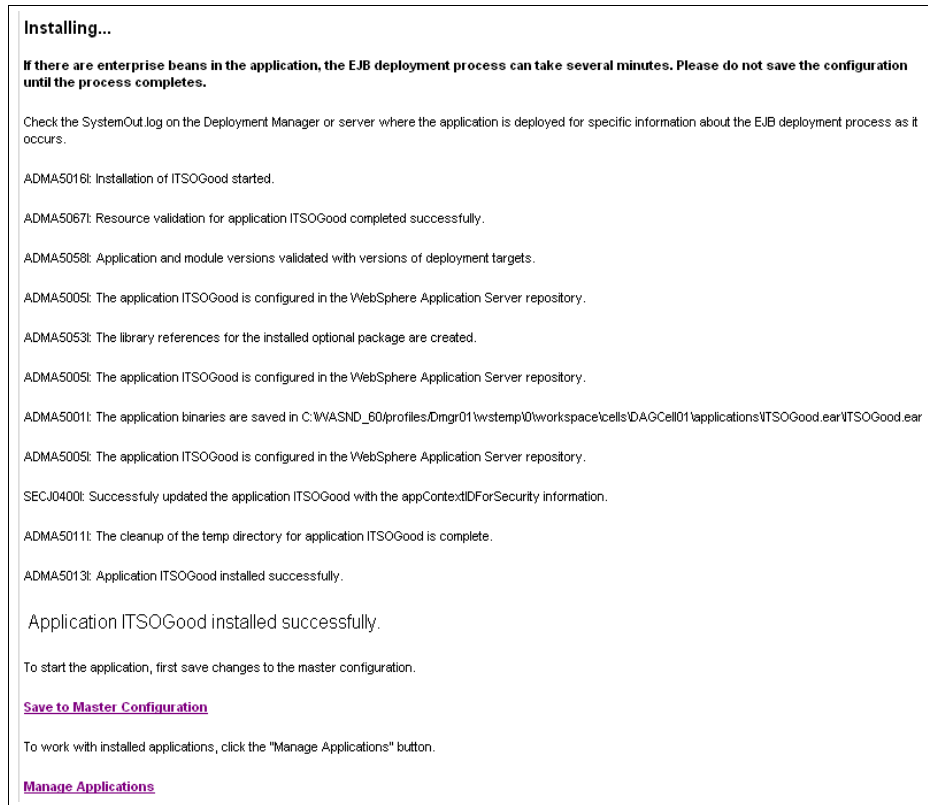 Installing...
If there are enterprise beans in the application, the EJB deployment process can take several minutes. Please do not save the configuration
until the process completes.
Check the SystemOut.log on the Deployment Manager or server where the application is deployed for specific information about the EJB deployment process as it
occurs.
ADMA5016I: Installation of ITSOGood started.
ADMA5067I: Resource validation for application ITSOGood completed successfully.
ADMA5058I: Application and module versions validated with versions of deployment targets.
ADMA5005I: The application ITSOGood is configured in the WebSphere Application Server repository.
ADMA5053I: The library references for the installed optional package are created.
ADMA5005I: The application ITSOGood is configured in the WebSphere Application Server repository.
ADMA5001I: The application binaries are saved in C:\WASND_60/profiles/Dmgr01\wstemp\0\workspace\cells\DAGCell01\applications\ITSOGood.ear\ITSOGood.ear
ADMA5005I: The application ITSOGood is configured in the WebSphere Application Server repository.
SECJ0400I: Successfuly updated the application ITSOGood with the appContextIDForSecurity information.
ADMA5011I: The cleanup of the temp directory for application ITSOGood is complete.
ADMA5013I: Application ITSOGood installed successfully.
Application ITSOGood installed successfully.
To start the application, first save changes to the master configuration.
Save to Master Configuration
To work with installed applications, click the "Manage Applications" button.
Manage Applications